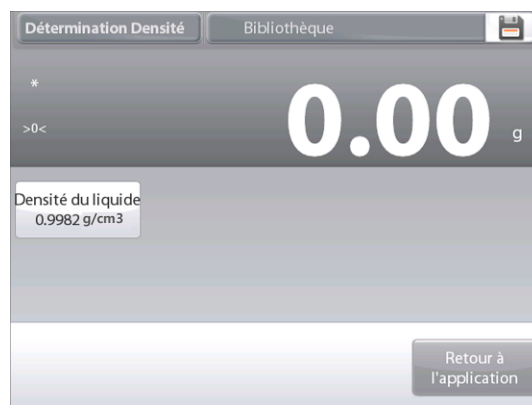 Détermination Densité
Bibliothèque
*
>0<
0.00 g
Densité du liquide
0.9982 g/cm3
Retour à
l'application